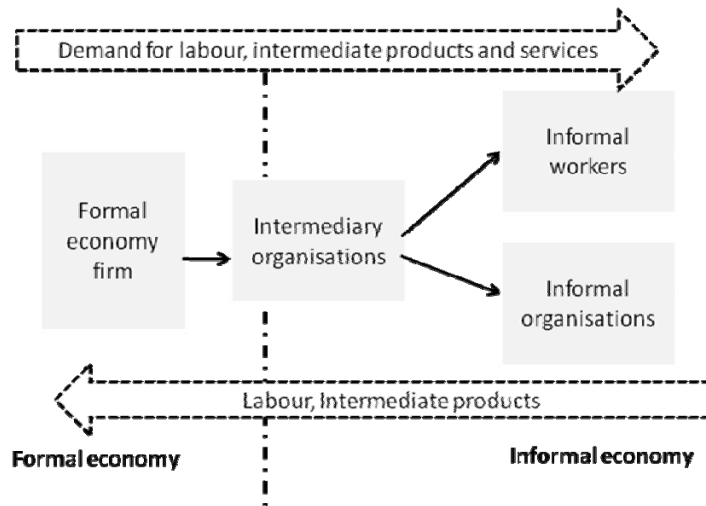 Demand for labour, intermediate products and services
Informal
workers
Formal
economy
firm
Intermediary
organisations
Informal
organisations
Labour, Intermediate products
Formal economy
Informal economy